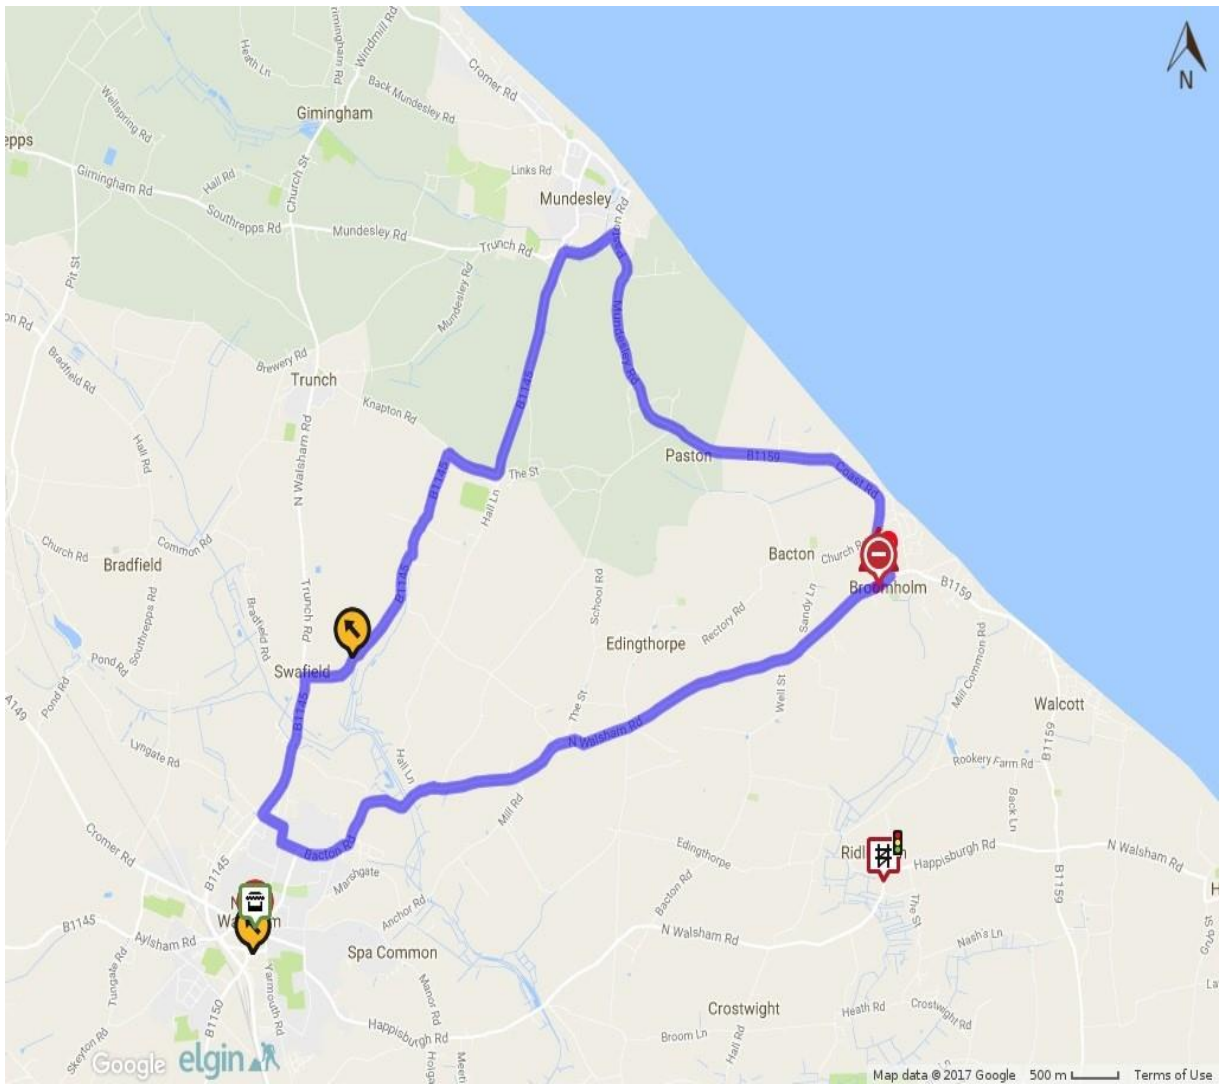 Heath Ln
Windmill Rd
Cromer Rd
Back Mundesley Rd
Wellspring Rd
Gimingham
N
epps
Links Rd
Gimingham Rd
Hall Rd
Church St
Mundesley
Southrepps Rd
Mundesley Rd
Trunch Rd
Pit St
Mundesley Rd
on Rd
Mundesley Rd
Bradfield Rd
Brewery Rd
Trunch
B1145
Knapton Rd
Hall Rd
N Walsham Rd
Paston
B1159
The St
B1145
Coast Rd
Hall Ln
Church Rd
Common Rd
Bradfield
Bacton
Church R
Broomholm
B1159
B1145
School Rd
Sandy Ln
Trunch Rd
Bradfield Rd
Southrepps Rd
Rectory Rd
Edingthorpe
Mill Common Rd
Pond Rd
Swafield
Pond Rd
Well St
Walcott
A149
B1145
The St
N Walsham Rd
B1159
Lyngate Rd
Hall Ln
Rookery Farm Rd
Mill Rd
Back Ln
Cromer Rd
Bacton Rd
Edingthorpe
N Walsham Rd
Happisburgh Rd
B1145
Marshgate
B1159
Bacton Rd
Anchor Rd
The St
B1145
N Walsham Rd
Nash's Ln
Aylsham Rd
Spa Common
Tungate Rd
Yarmouth Rd
Manor Rd
B1150
Crostwight
Heath Rd
Crostwight Rd
Happisburgh Rd
Broom Ln
Hall Rd
Skeyton Rd
Google
elgin
Map data © 2017 Google
500 m
Terms of Use